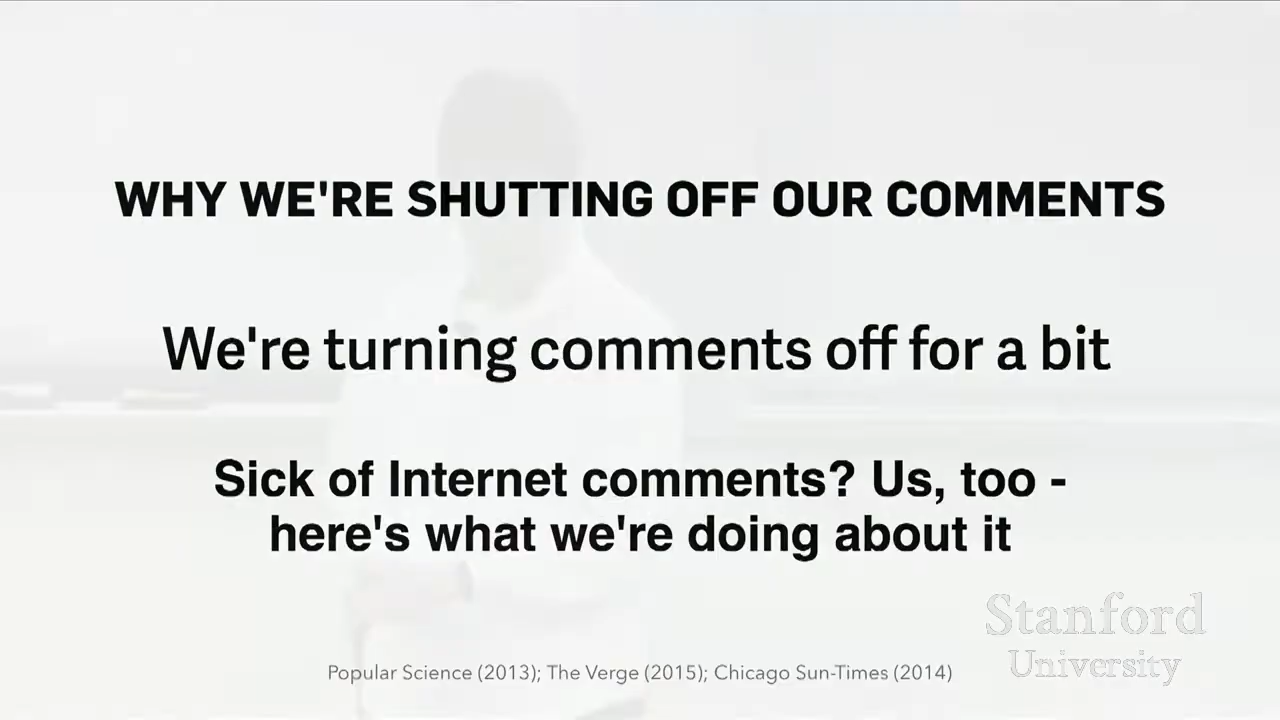 WHY WE'RE SHUTTING OFF OUR COMMENTS
We're turning comments off for a bit
Sick of Internet comments? Us, too -
here's what we're doing about it
Stanford
University
Popular Science (2013); The Verge (2015); Chicago Sun-Times (2014)